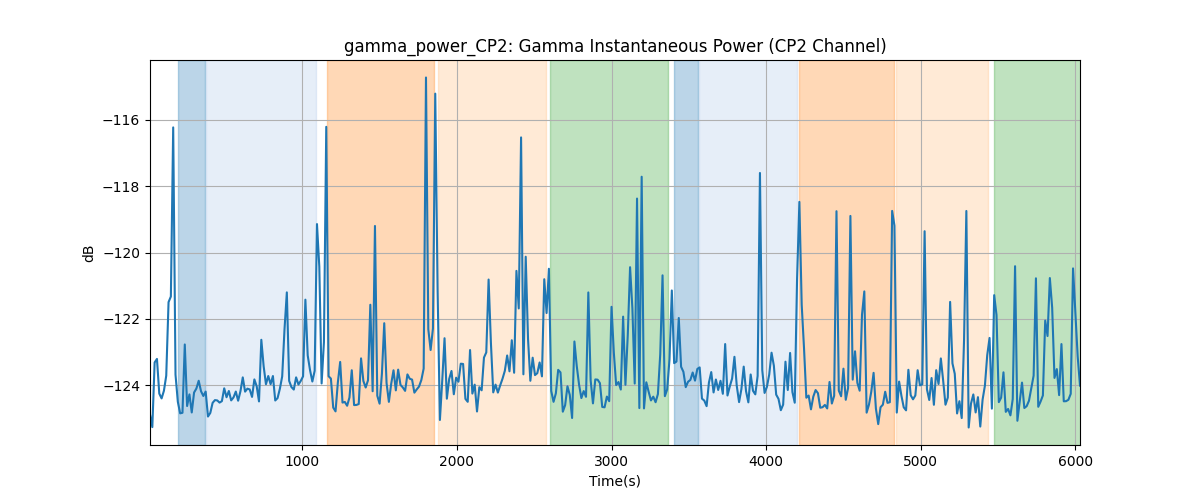 gamma_power_CP2: Gamma Instantaneous Power (CP2 Channel)
−116
−118
−120
−122
−124
dB
1000 2000 3000 4000 5000 6000
Time(s)